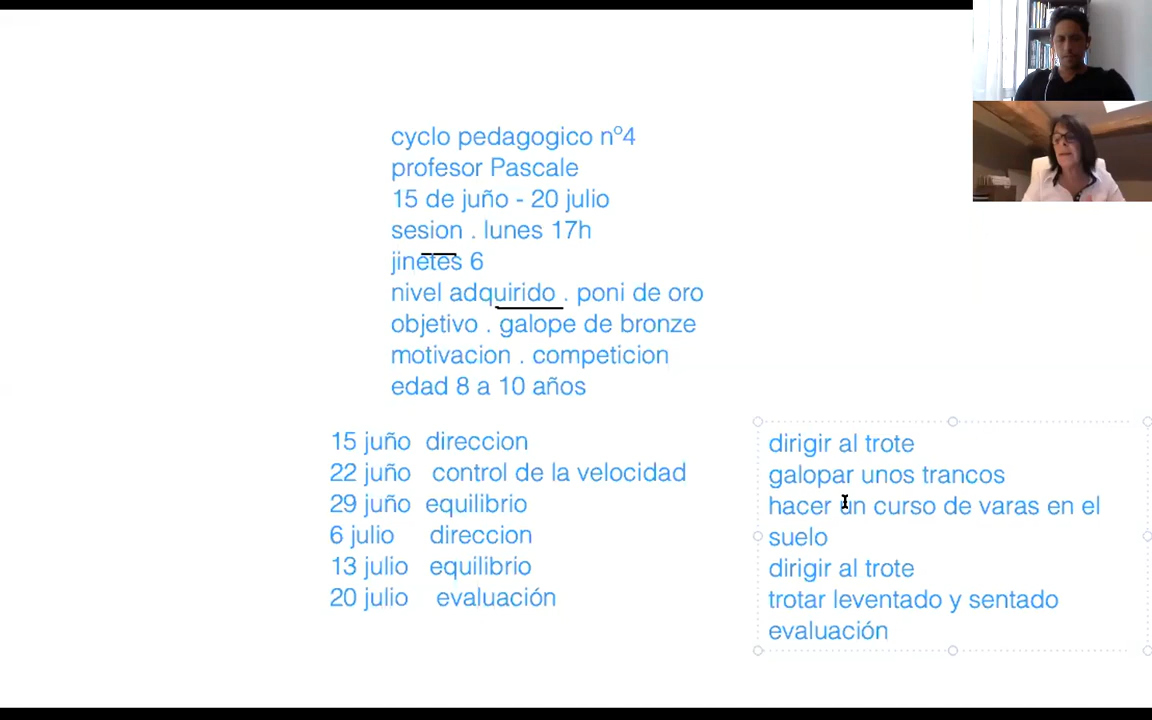 cyclo pedagogico nº4
profesor Pascale
15 de juño - 20 julio
sesion . lunes 17h
jinetes 6
nivel adquirido . poni de oro
objetivo . galope de bronze
motivacion . competicion
edad 8 a 10 años
15 juño direccion
22 juño control de la velocidad
29 juño equilibrio
6 julio direccion
13 julio equilibrio
20 julio evaluación
dirigir al trote
galopar unos trancos
hacer un curso de varas en el
suelo
dirigir al trote
trotar leventado y sentado
evaluación